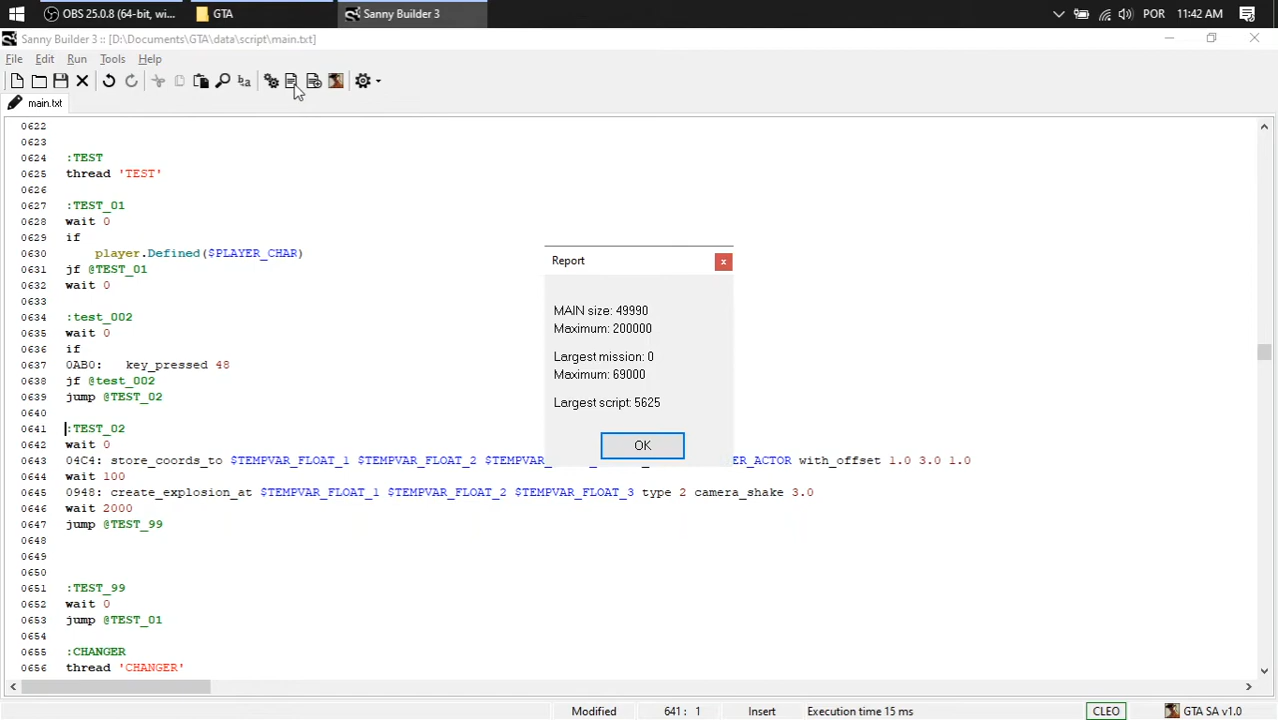 OBS 25.0.8 (64-bit, wi...
GTA
Sanny Builder 3
POR
11:42 AM
Sanny Builder 3 :: [D:\Documents\GTA\data\script\main.txt]
File Edit Run Tools Help
main.txt
0622
0623
0624 :TEST
0625 thread 'TEST'
0626
0627 :TEST_01
0628 wait 0
0629 if
0630 player.Defined($PLAYER_CHAR)
0631 jf @TEST_01
0632 wait 0
0633
0634 :test_002
0635 wait 0
0636 if
0637 0AB0: key_pressed 48
0638 jf @test_002
0639 jump @TEST_02
0640
0641 :TEST_02
0642 wait 0
0643 04C4: store_coords_to $TEMPVAR_FLOAT_1 $TEMPVAR_FLOAT_2 $TEMPVAR_ ER_ACTOR with_offset 1.0 3.0 1.0
0644 wait 100
0645 0948: create_explosion_at $TEMPVAR_FLOAT_1 $TEMPVAR_FLOAT_2 $TEMPVAR_FLOAT_3 type 2 camera_shake 3.0
0646 wait 2000
0647 jump @TEST_99
0648
0649
0650
0651 :TEST_99
0652 wait 0
0653 jump @TEST_01
0654
0655 :CHANGER
0656 thread 'CHANGER'
Report
MAIN size: 49990
Maximum: 200000
Largest mission: 0
Maximum: 69000
Largest script: 5625
OK
Modified 641: 1 Insert Execution time 15 ms CLEO GTA SA v1.0